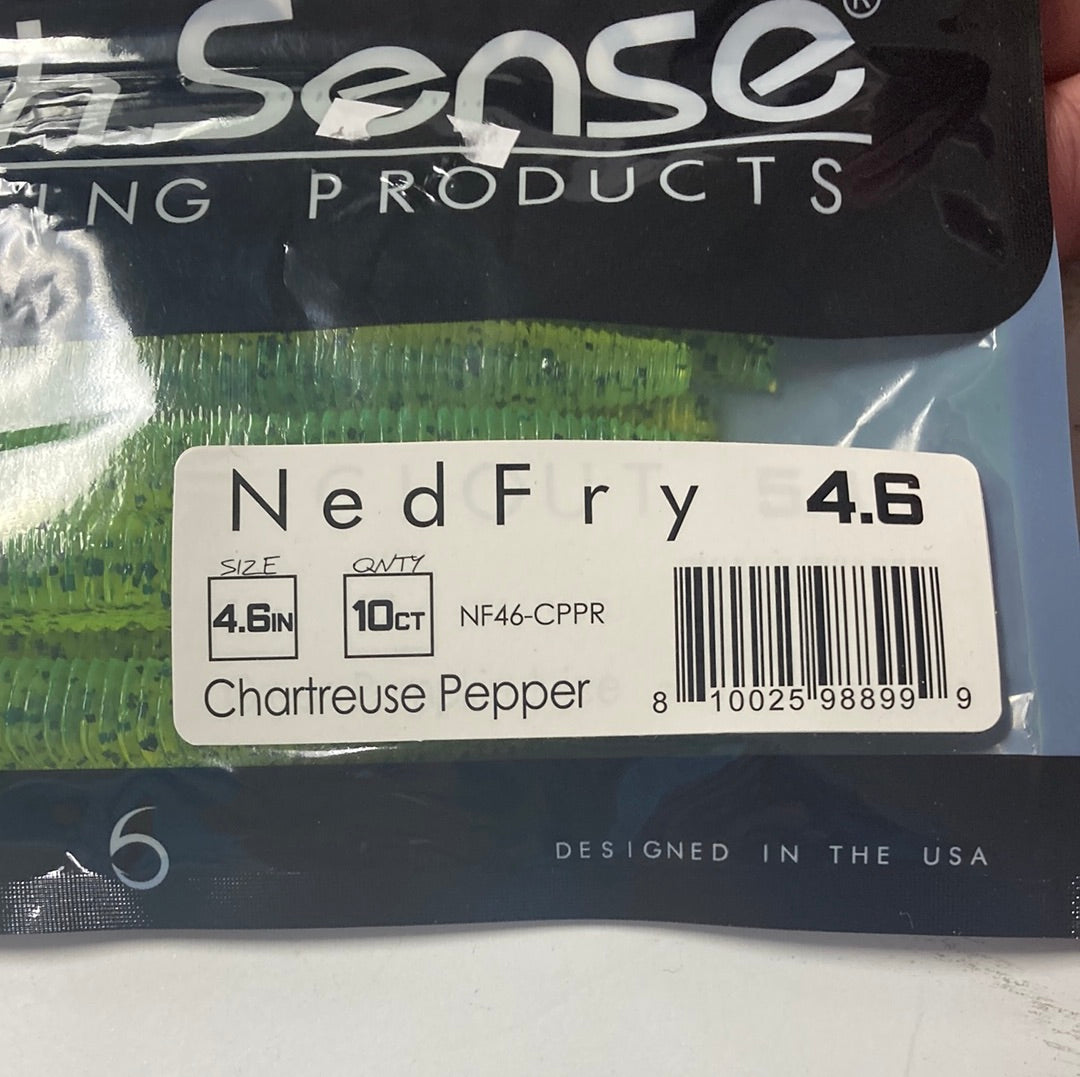 h Sense®
ING PRODUCTS
NedFry 4.6
SIZE QNTY
4.6IN 10CT NF46-CPPR
Chartreuse Pepper
8 10025 98899 9
6 DESIGNED IN THE USA